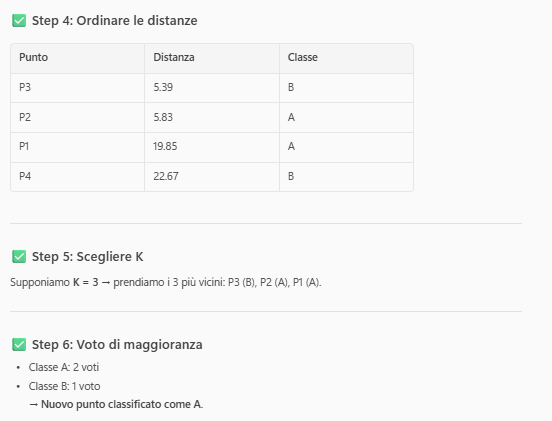 ✅ Step 4: Ordinare le distanze
Punto Distanza Classe
P3 5.39 B
P2 5.83 A
P1 19.85 A
P4 22.67 B
✅ Step 5: Scegliere K
Supponiamo K = 3 → prendiamo i 3 più vicini: P3 (B), P2 (A), P1 (A).
✅ Step 6: Voto di maggioranza
• Classe A: 2 voti
• Classe B: 1 voto
→ Nuovo punto classificato come A.